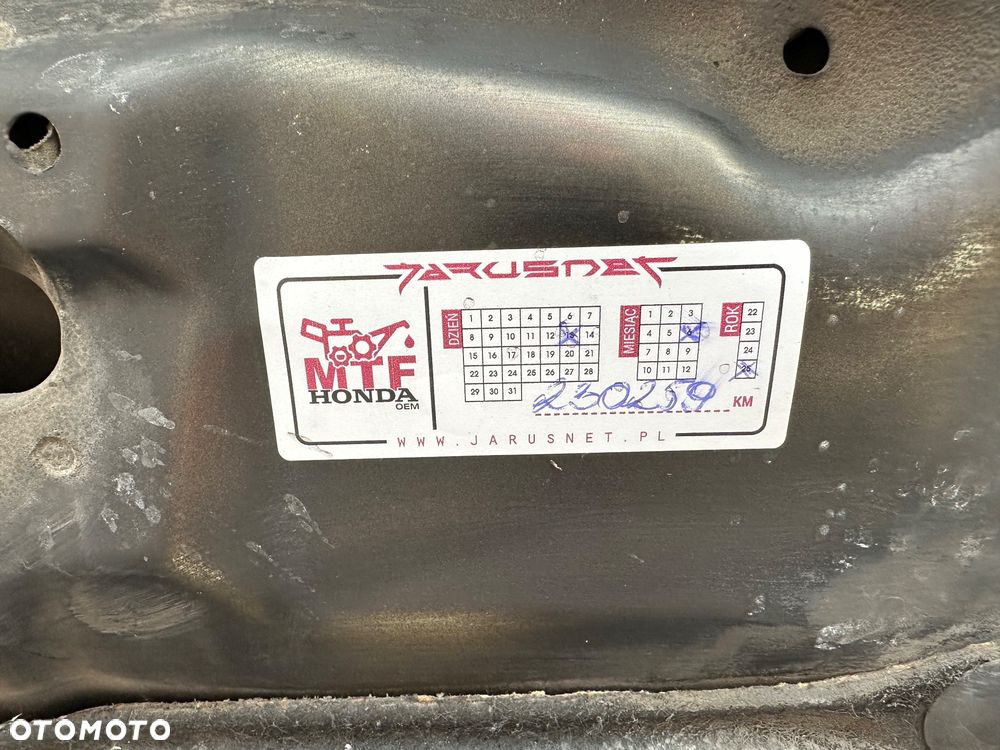 JARUSNET
DZIEŃ
1 2 3 4 5 6 7
8 9 10 11 12 13 14
15 16 17 18 19 20 21
22 23 24 25 26 27 28
29 30 31
MIESIĄC
1 2 3
4 5 6
7 8 9
10 11 12
ROK
22
23
24
25
MTF
HONDA
OEM
230259 KM
WWW.JARUSNET.PL
OTOMOTO